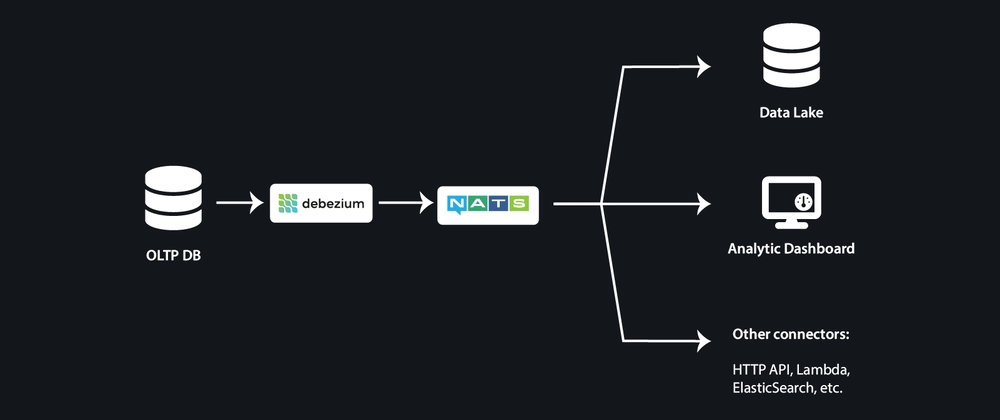 Data Lake
debezium
NATS
OLTP DB
Analytic Dashboard
Other connectors:
HTTP API, Lambda,
ElasticSearch, etc.